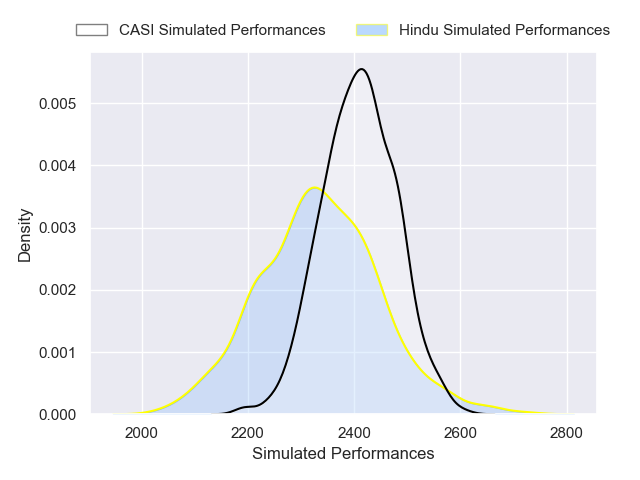 CASI Simulated Performances Hindu Simulated Performances
0.005
0.004
0.003
0.002
0.001
0.000
Density
2000 2200 2400 2600 2800
Simulated Performances